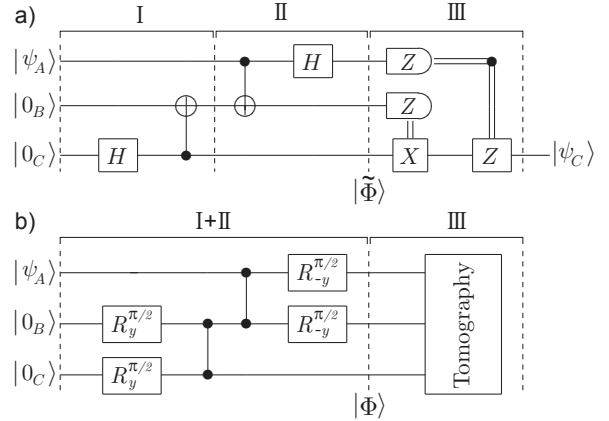 a) I II III
|ψ_A⟩ H Z
|0_B⟩ Z
|0_C⟩ H X Z |ψ_C⟩
|Φ̃⟩
b) I+II III
|ψ_A⟩ R_{-y}^{π/2}
|0_B⟩ R_y^{π/2} R_{-y}^{π/2}
|0_C⟩ R_y^{π/2}
Tomography
|Φ⟩